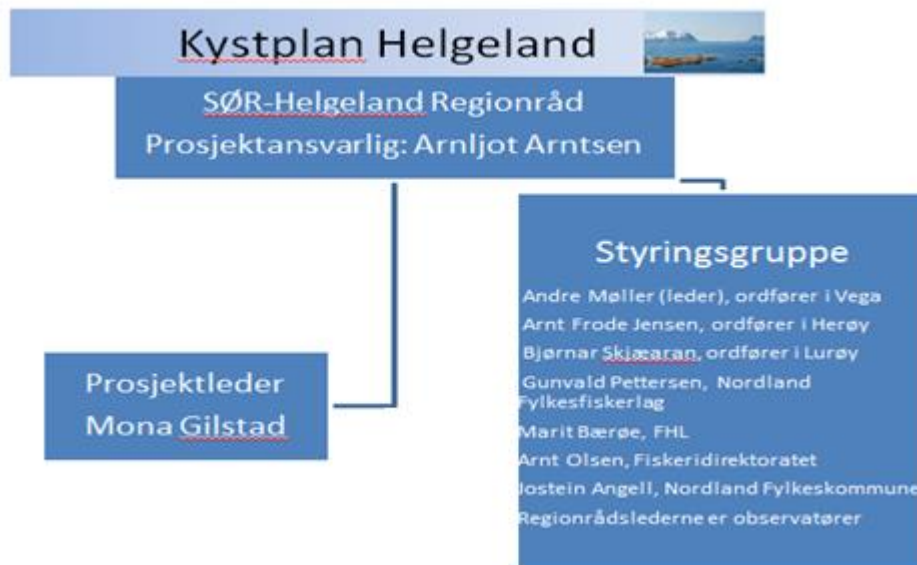 Kystplan Helgeland
SØR-Helgeland Regionråd
Prosjektansvarlig: Arnljot Arntsen
Styringsgruppe
Andre Møller (leder), ordfører i Vega
Arnt Frode Jensen, ordfører i Herøy
Bjørnar Skjæaran, ordfører i Lurøy
Gunvald Pettersen, Nordland
Fylkesfiskerlag
Marit Bærøe, FHL
Arnt Olsen, Fiskeridirektoratet
Jostein Angell, Nordland Fylkeskommune
Regionrådslederne er observatører
Prosjektleder
Mona Gilstad